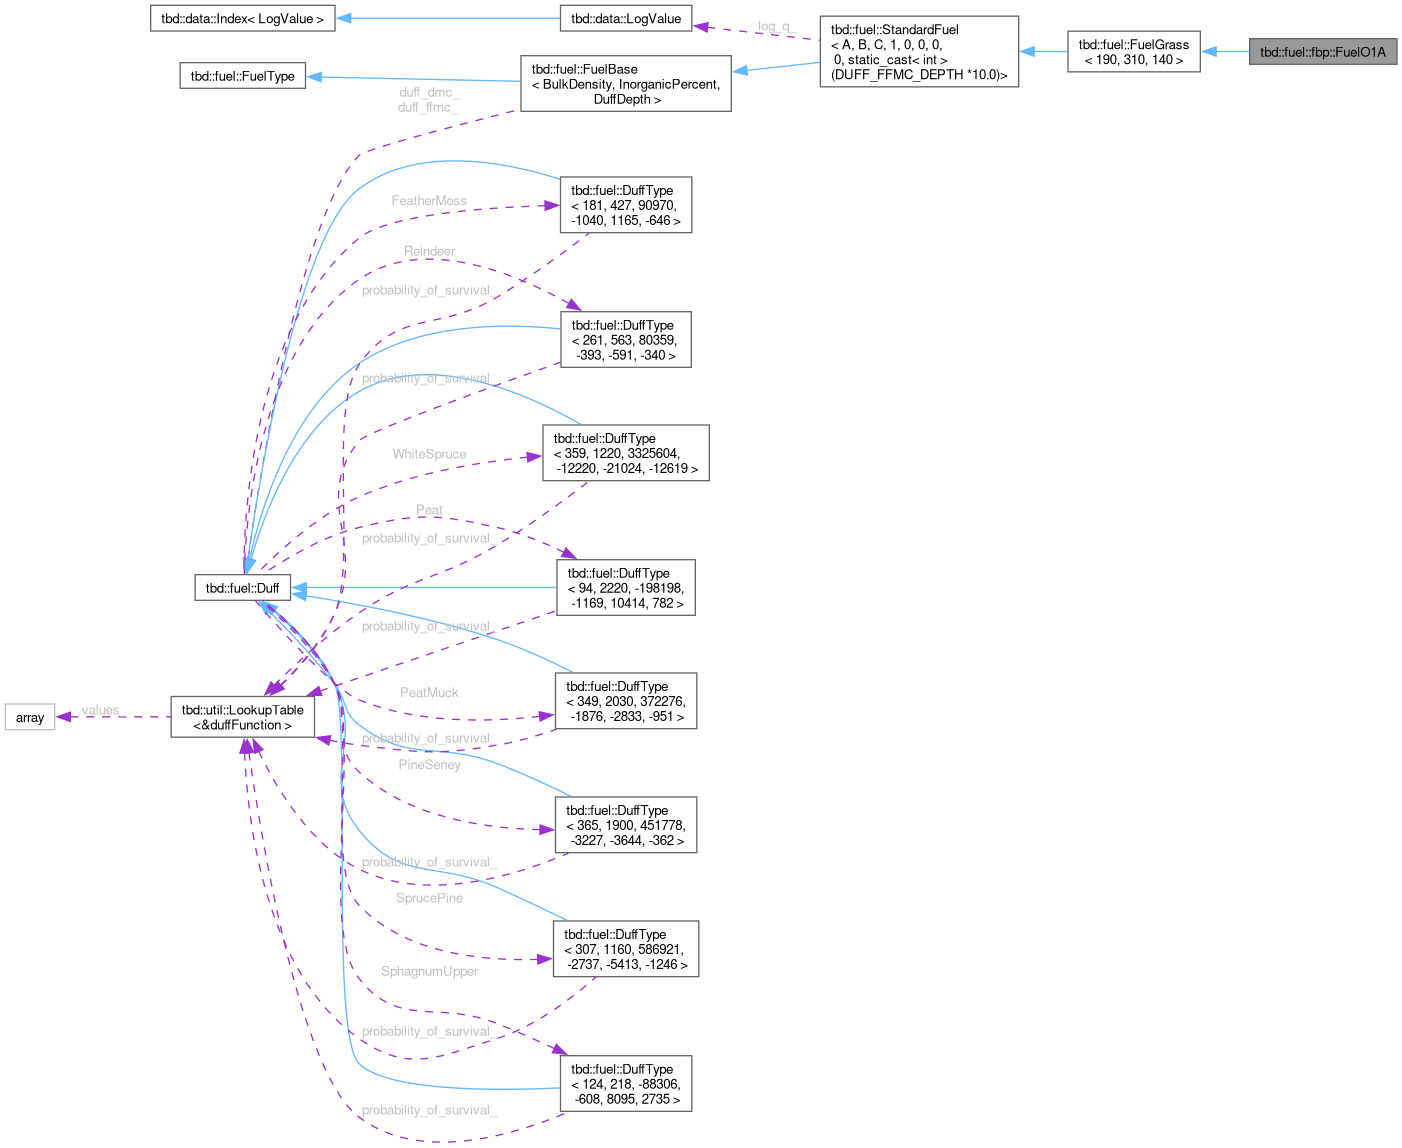 tbd::data::Index< LogValue >
tbd::data::LogValue
log_q_
tbd::fuel::StandardFuel
< A, B, C, 1, 0, 0, 0,
0, static_cast< int >
(DUFF_FFMC_DEPTH *10.0)>
tbd::fuel::FuelGrass
< 190, 310, 140 >
tbd::fuel::fbp::FuelO1A
tbd::fuel::FuelType
tbd::fuel::FuelBase
< BulkDensity, InorganicPercent,
DuffDepth >
duff_dmc_
duff_ffmc_
tbd::fuel::DuffType
< 181, 427, 90970,
-1040, 1165, -646 >
FeatherMoss
Reindeer
probability_of_survival_
tbd::fuel::DuffType
< 261, 563, 80359,
-393, -591, -340 >
probability_of_survival_
tbd::fuel::DuffType
< 359, 1220, 3325604,
-12220, -21024, -12619 >
WhiteSpruce
Peat
probability_of_survival_
tbd::fuel::Duff
tbd::fuel::DuffType
< 94, 2220, -198198,
-1169, 10414, 782 >
probability_of_survival_
array
values
tbd::util::LookupTable
<&duffFunction >
PeatMuck
tbd::fuel::DuffType
< 349, 2030, 372276,
-1876, -2833, -951 >
probability_of_survival_
PineSeney
tbd::fuel::DuffType
< 365, 1900, 451778,
-3227, -3644, -362 >
probability_of_survival_
SprucePine
tbd::fuel::DuffType
< 307, 1160, 586921,
-2737, -5413, -1246 >
SphagnumUpper
probability_of_survival_
tbd::fuel::DuffType
< 124, 218, -88306,
-608, 8095, 2735 >
probability_of_survival_